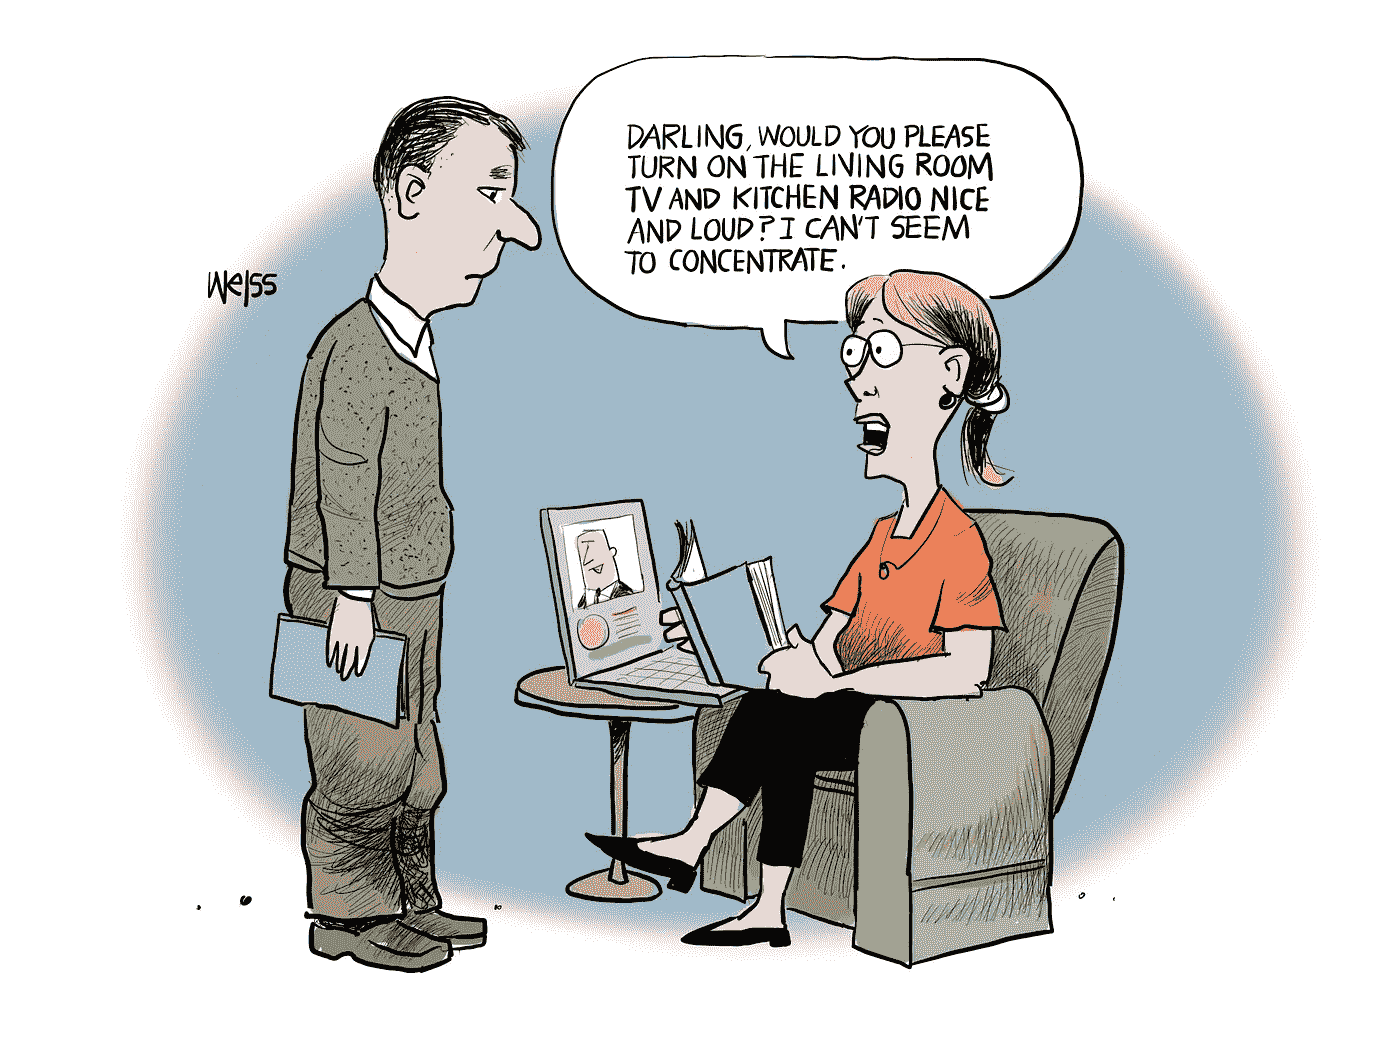 DARLING, WOULD YOU PLEASE
TURN ON THE LIVING ROOM
TV AND KITCHEN RADIO NICE
AND LOUD? I CAN'T SEEM
TO CONCENTRATE.
Weiss